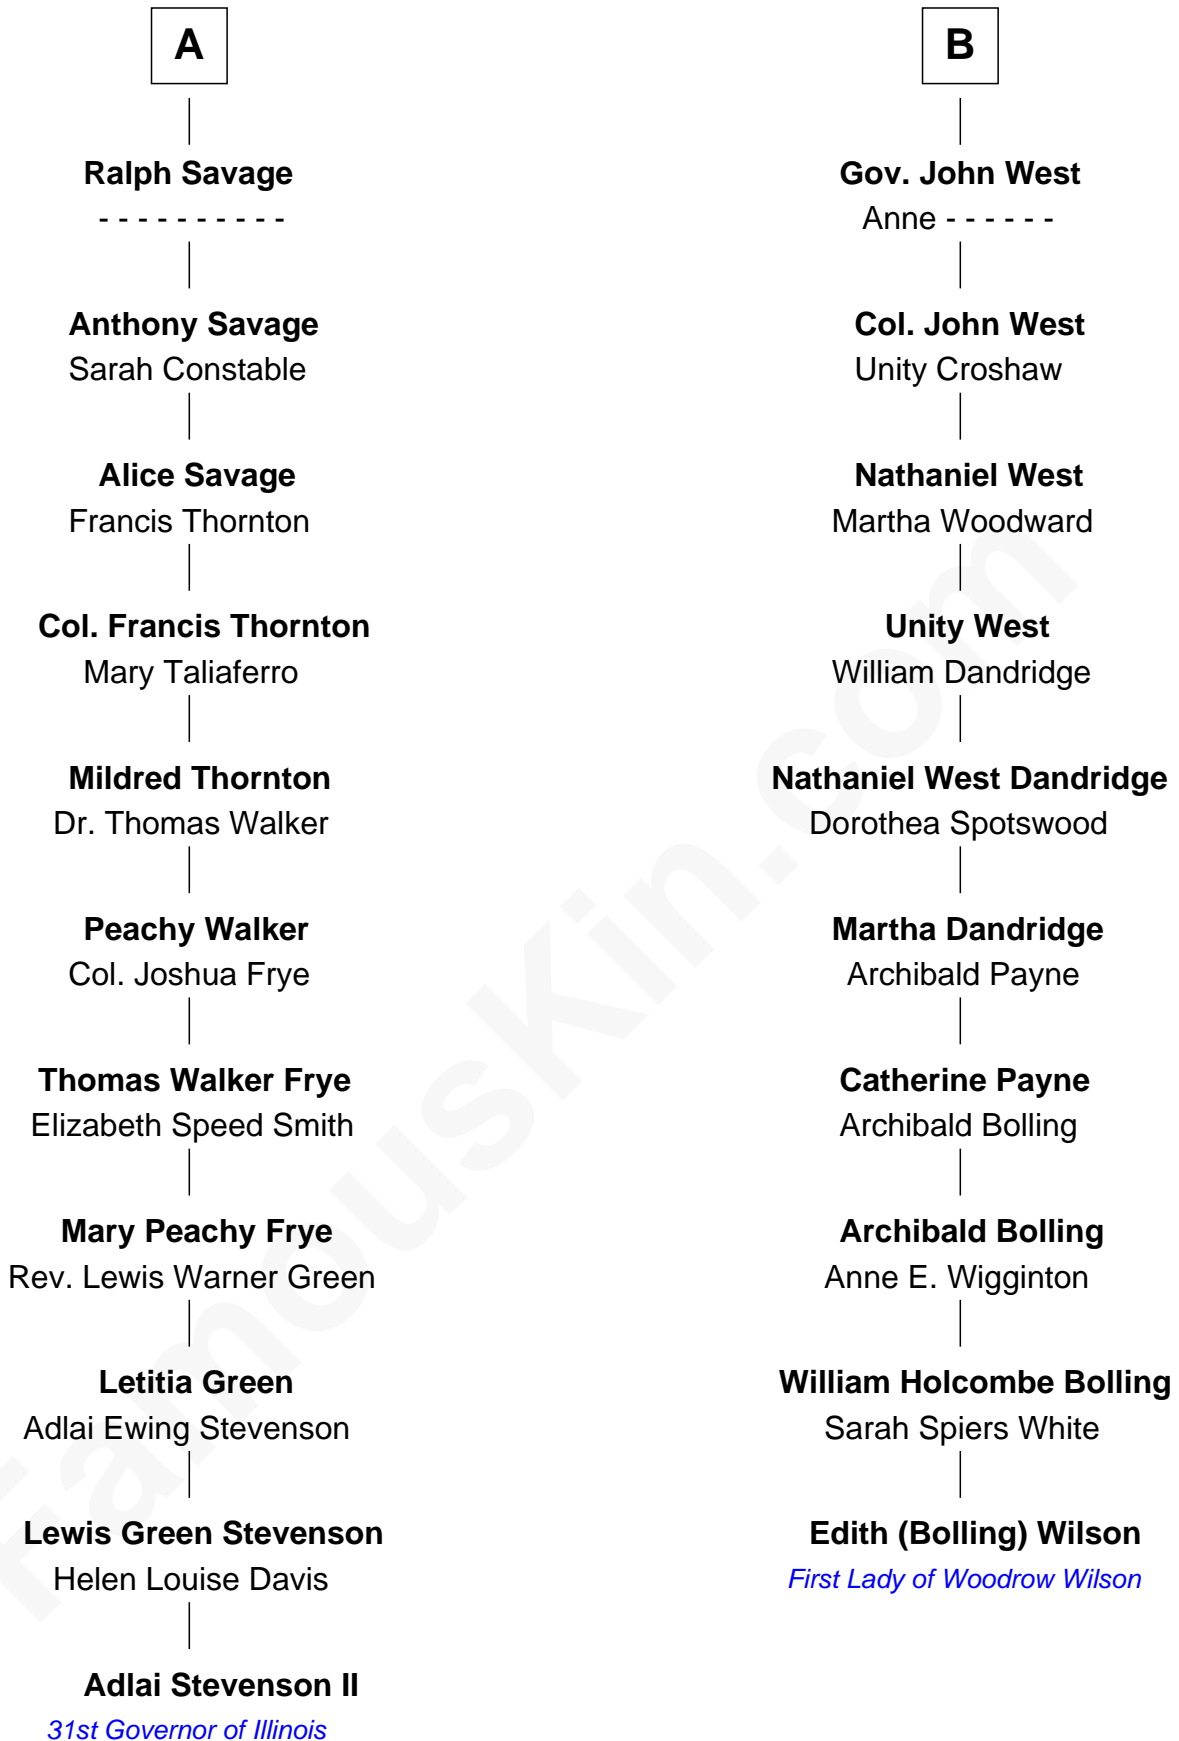 A
Ralph Savage
- - - - - - - - - -
Anthony Savage
Sarah Constable
Alice Savage
Francis Thornton
Col. Francis Thornton
Mary Taliaferro
Mildred Thornton
Dr. Thomas Walker
Peachy Walker
Col. Joshua Frye
Thomas Walker Frye
Elizabeth Speed Smith
Mary Peachy Frye
Rev. Lewis Warner Green
Letitia Green
Adlai Ewing Stevenson
Lewis Green Stevenson
Helen Louise Davis
Adlai Stevenson II
31st Governor of Illinois
B
Gov. John West
Anne - - - - - -
Col. John West
Unity Croshaw
Nathaniel West
Martha Woodward
Unity West
William Dandridge
Nathaniel West Dandridge
Dorothea Spotswood
Martha Dandridge
Archibald Payne
Catherine Payne
Archibald Bolling
Archibald Bolling
Anne E. Wigginton
William Holcombe Bolling
Sarah Spiers White
Edith (Bolling) Wilson
First Lady of Woodrow Wilson
FamousKin.com